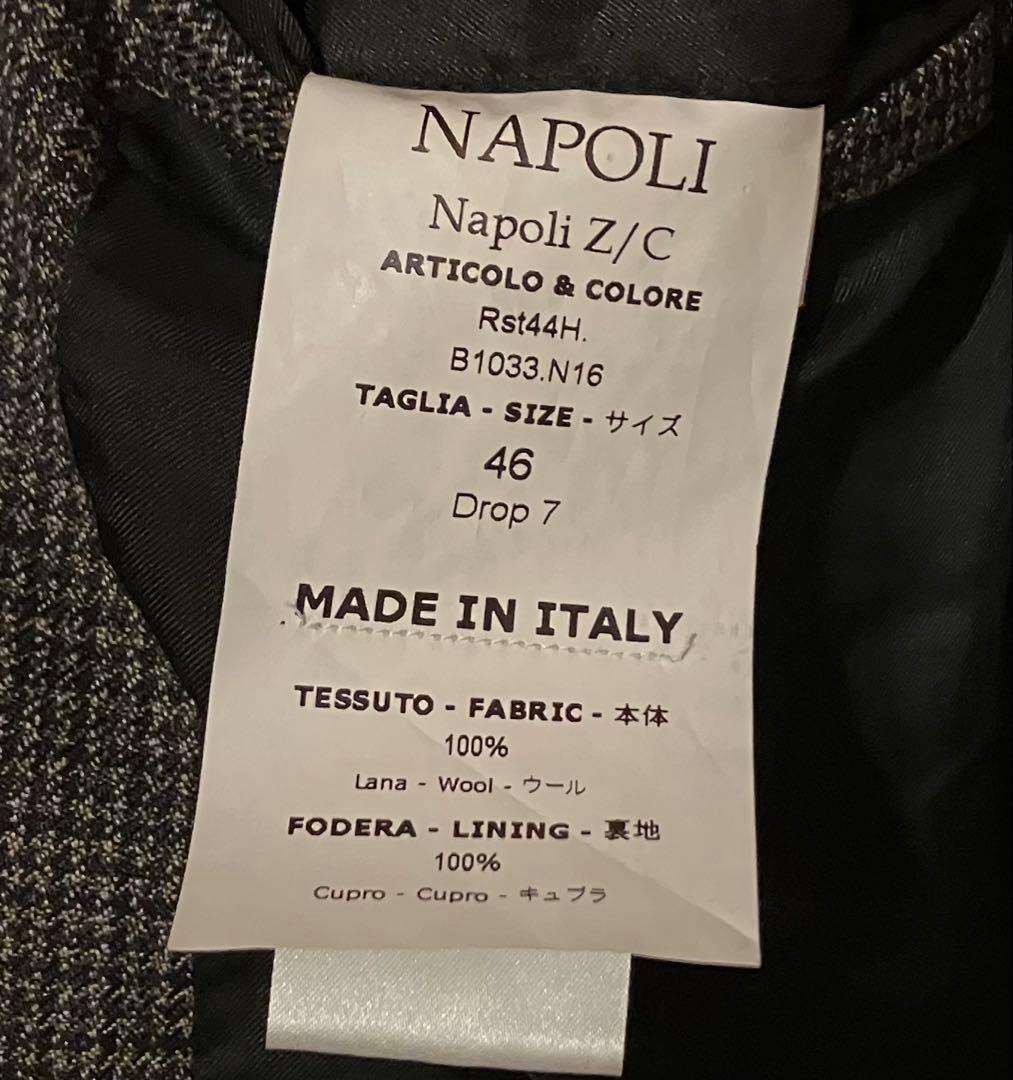 NAPOLI
Napoli Z/C
ARTICOLO & COLORE
Rst44H.
B1033.N16
TAGLIA - SIZE - サイズ
46
Drop 7
MADE IN ITALY
TESSUTO - FABRIC - 本体
100%
Lana - Wool - ウール
FODERA - LINING - 裏地
100%
Cupro - Cupro - キュプラ